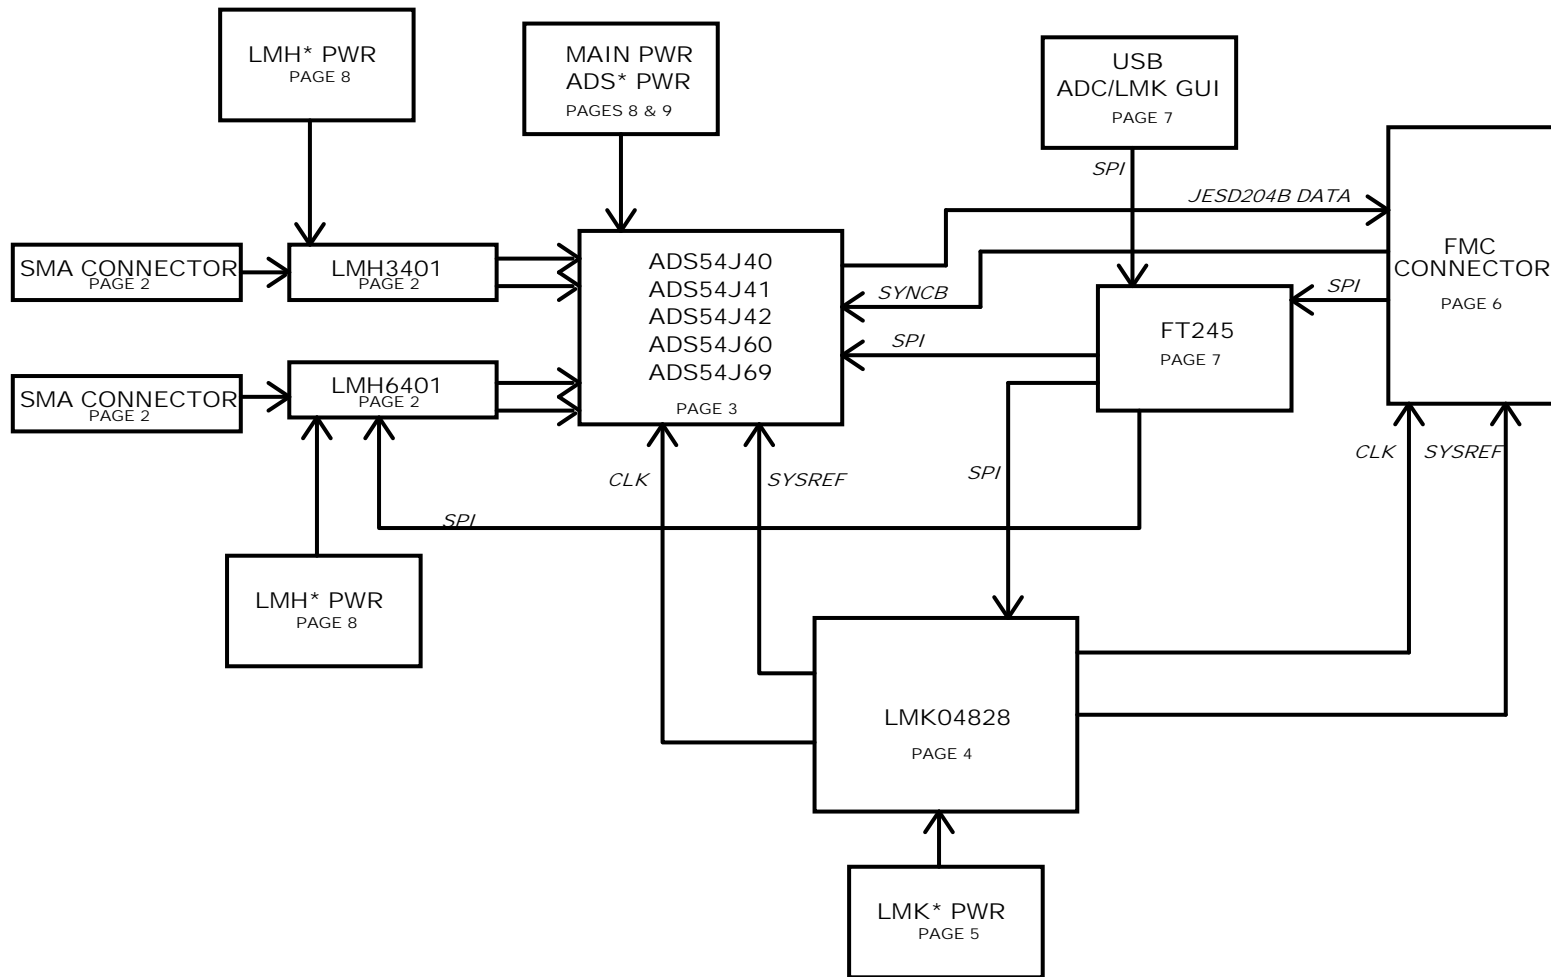 LMH* PWR
PAGE 8
MAIN PWR
ADS* PWR
PAGES 8 & 9
USB
ADC/LMK GUI
PAGE 7
SPI
JESD204B DATA
SMA CONNECTOR
PAGE 2
LMH3401
PAGE 2
ADS54J40
ADS54J41
ADS54J42
ADS54J60
ADS54J69
PAGE 3
SYNCB
SPI
FT245
PAGE 7
SPI
FMC
CONNECTOR
PAGE 6
SMA CONNECTOR
PAGE 2
LMH6401
PAGE 2
CLK
SYSREF
SPI
CLK
SYSREF
SPI
LMH* PWR
PAGE 8
LMK04828
PAGE 4
LMK* PWR
PAGE 5